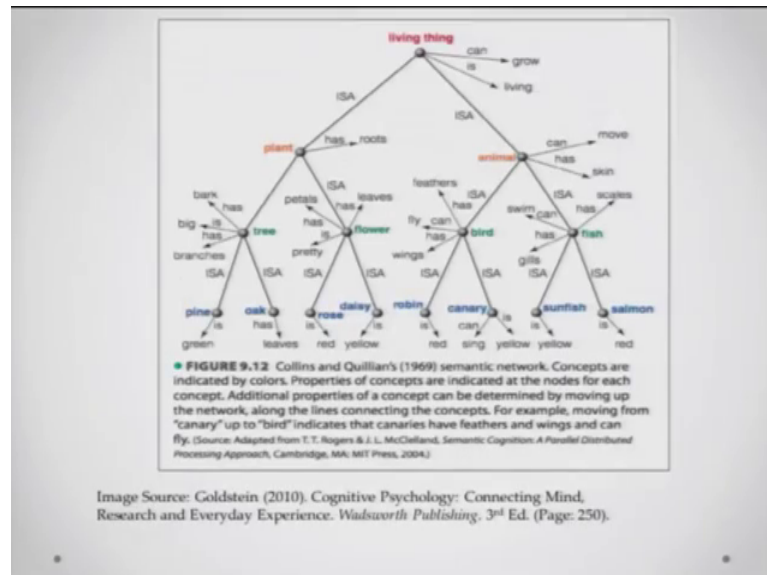 living thing
can
grow
is
living
ISA
ISA
plant
has
roots
animal
can
move
has
skin
ISA
ISA
ISA
bark
has
big
is
has
branches
tree
petals
has
leaves
has
is
pretty
flower
feathers
has
fly
can
has
wings
bird
swim
can
has
scales
has
gills
fish
ISA
ISA
ISA
ISA
ISA
ISA
ISA
ISA
pine
oak
rose
daisy
robin
canary
sunfish
salmon
is
has
is
is
is
can
is
is
is
green
leaves
red
yellow
red
sing
yellow
yellow
red
• FIGURE 9.12 Collins and Quillian's (1969) semantic network. Concepts are
indicated by colors. Properties of concepts are indicated at the nodes for each
concept. Additional properties of a concept can be determined by moving up
the network, along the lines connecting the concepts. For example, moving from
"canary" up to "bird" indicates that canaries have feathers and wings and can
fly. (Source: Adapted from T. T. Rogers & J. L. McClelland, Semantic Cognition: A Parallel Distributed
Processing Approach, Cambridge, MA: MIT Press, 2004.)
Image Source: Goldstein (2010). Cognitive Psychology: Connecting Mind,
Research and Everyday Experience. Wadsworth Publishing. 3rd Ed. (Page: 250).